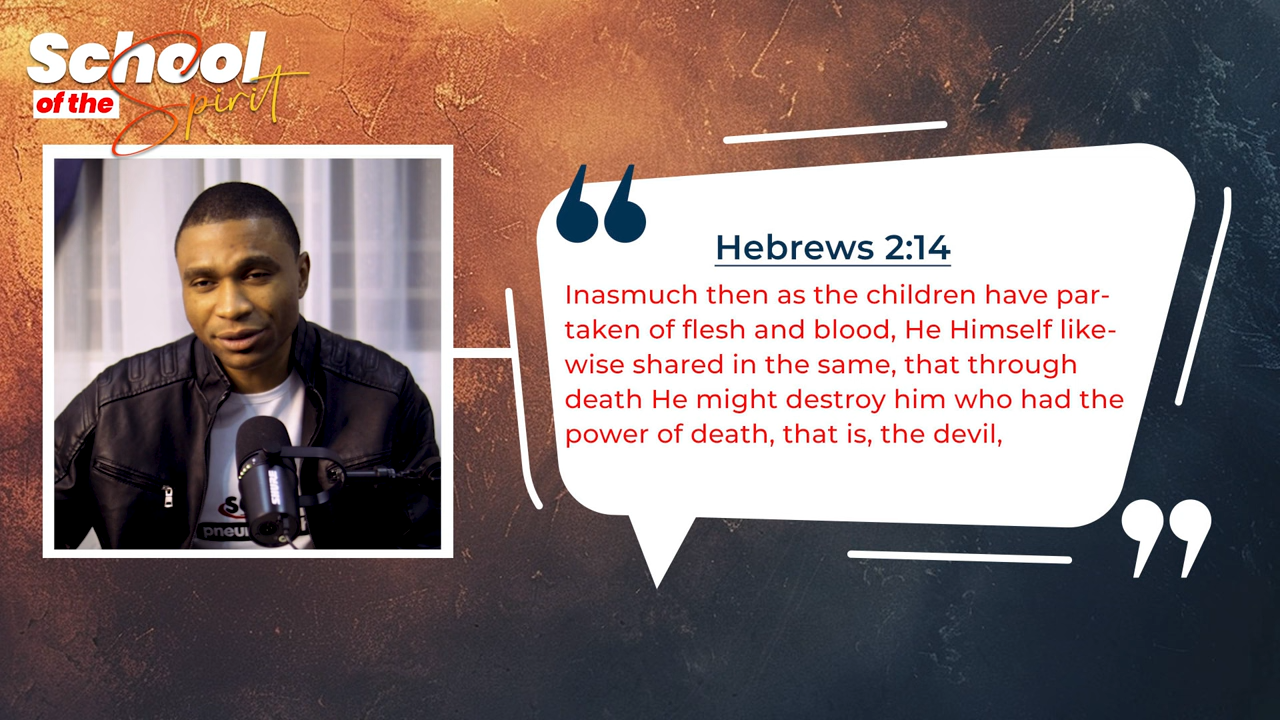 School
of the Spirit
Hebrews 2:14
Inasmuch then as the children have par-
taken of flesh and blood, He Himself like-
wise shared in the same, that through
death He might destroy him who had the
power of death, that is, the devil,